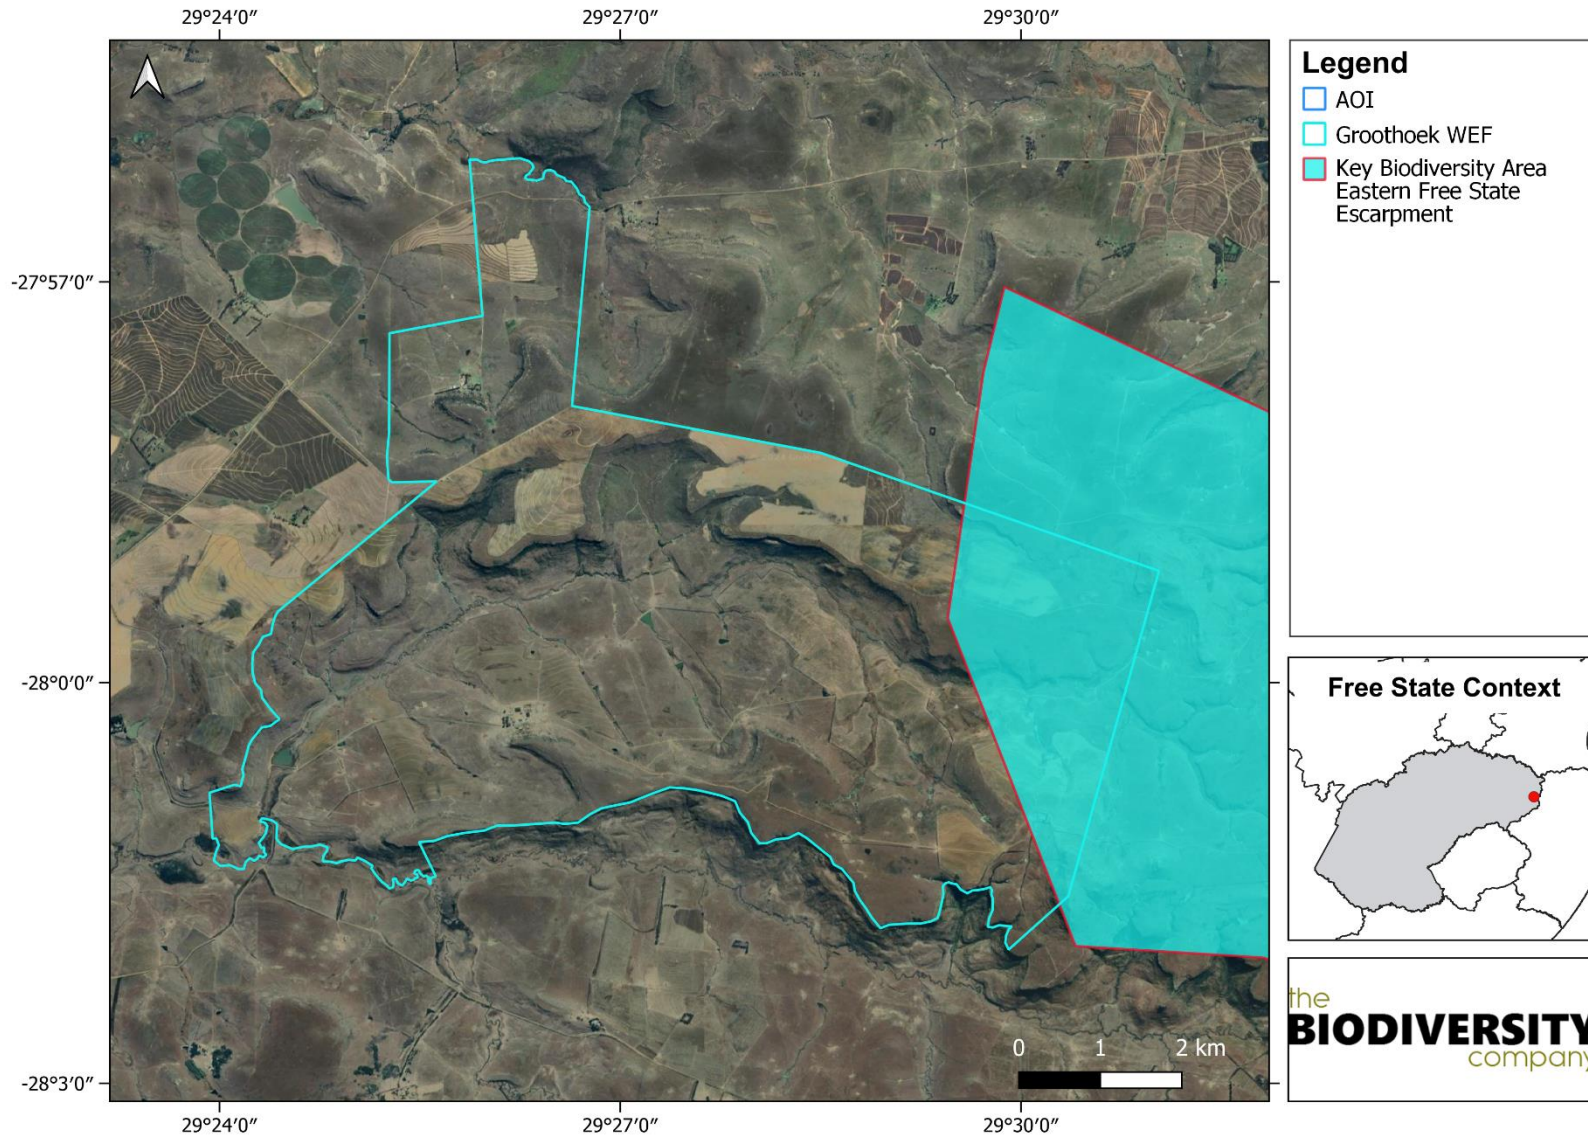 29°24′0″ 29°27′0″ 29°30′0″
Legend
AOI
Groothoek WEF
Key Biodiversity Area
Eastern Free State
Escarpment
-27°57′0″
-28°0′0″
-28°3′0″
Free State Context
0 1 2 km
the
BIODIVERSITY
company
29°24′0″ 29°27′0″ 29°30′0″